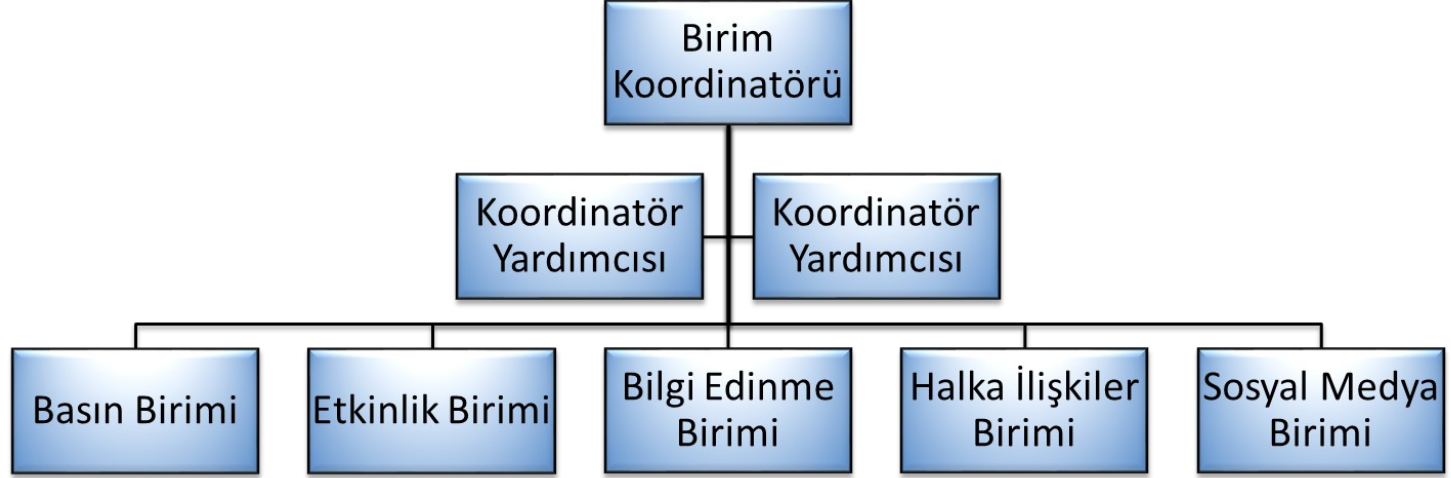 Birim
Koordinatörü
Koordinatör
Yardımcısı
Koordinatör
Yardımcısı
Basın Birimi
Etkinlik Birimi
Bilgi Edinme
Birimi
Halka İlişkiler
Birimi
Sosyal Medya
Birimi